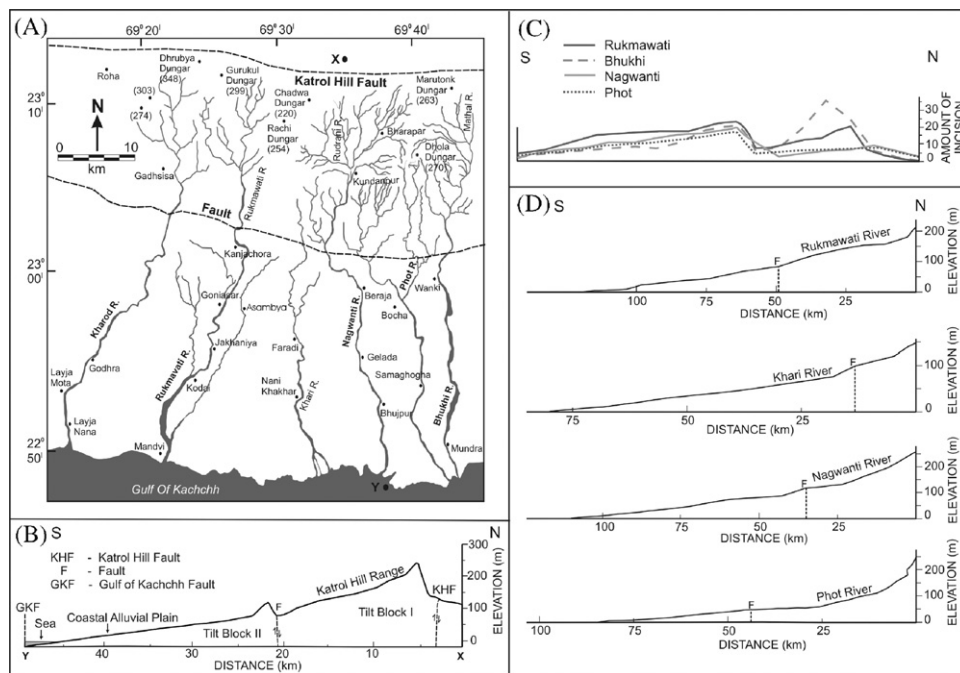 (A)
69° 20'
69° 30'
69° 40'
X
Katrol Hill Fault
Roha
Dhrubya
Dungar
(348)
Gurukul
Dungar
(299)
Chadwa
Dungar
(220)
Marutonk
Dungar
(263)
(303)
(274)
Rachi
Dungar
(254)
Rudrani R.
Bharapar
Mathal R.
Dhola
Dungar
(270)
23°
10'
N
0 10
km
Gadhsisa
Rukmawati R.
Kundanpur
Fault
Kanjachora
23°
00'
Kharod R.
Goniasar
Asambya
Nagwanti R.
Beraja
Phot R.
Wanki
Bocha
Jakhaniya
Faradi
Gelada
Godhra
Layja
Mota
Rukmavati R.
Kodai
Nani
Khakhar
Khari R.
Samaghogha
Bhukhi R.
Layja
Nana
Bhujpur
22°
50'
Mandvi
Mundra
Gulf Of Kachchh
Y
(B) S
N
KHF - Katrol Hill Fault
F - Fault
GKF - Gulf of Kachchh Fault
GKF
Sea
Coastal Alluvial Plain
F
Katrol Hill Range
KHF
Tilt Block II
Tilt Block I
300
200
100
0
ELEVATION (m)
Y 40 30 20 10 X
DISTANCE (km)
(C)
Rukmawati
Bhukhi
Nagwanti
Phot
S
N
30
20
10
0
AMOUNT OF
INCISION
(D) S
N
Rukmawati River
F
200
100
0
ELEVATION (m)
100 75 50 25
DISTANCE (km)
Khari River
F
100
0
ELEVATION (m)
75 50 25
DISTANCE (km)
Nagwanti River
F
200
100
0
ELEVATION (m)
100 75 50 25
DISTANCE (km)
Phot River
F
200
100
0
ELEVATION (m)
100 75 50 25
DISTANCE (km)